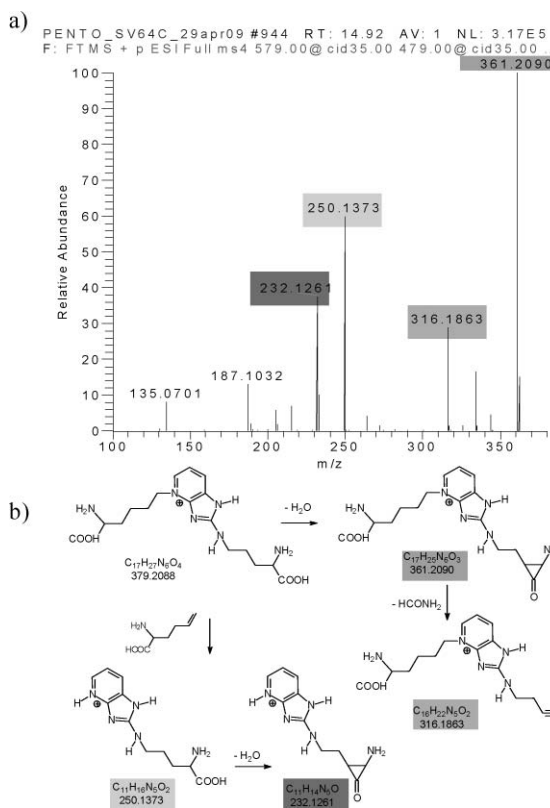 a)
PENTO_SV64C_29apr09 #944 RT: 14.92 AV: 1 NL: 3.17E5
F: FTMS + p ESI Full ms4 579.00@cid35.00 479.00@cid35.00 ..
361.2090
100
90
80
70
60
50
40
30
20
10
0
Relative Abundance
250.1373
232.1261
316.1863
187.1032
135.0701
100 150 200 250 300 350
m/z
b)
NH₂
COOH
N
⊕
N
H
N
N
H
NH₂
COOH
C₁₇H₂₇N₆O₄
379.2088
- H₂O
NH₂
COOH
N
⊕
N
H
N
N
H
N
O
C₁₇H₂₅N₆O₃
361.2090
- HCONH₂
NH₂
COOH
N
⊕
N
H
N
N
H
C₁₆H₂₂N₅O₂
316.1863
H₂N
HOOC
H
N
⊕
N
H
N
N
H
NH₂
OH
O
C₁₁H₁₆N₅O₂
250.1373
- H₂O
H
N
⊕
N
H
N
N
H
NH₂
O
C₁₁H₁₄N₅O
232.1261